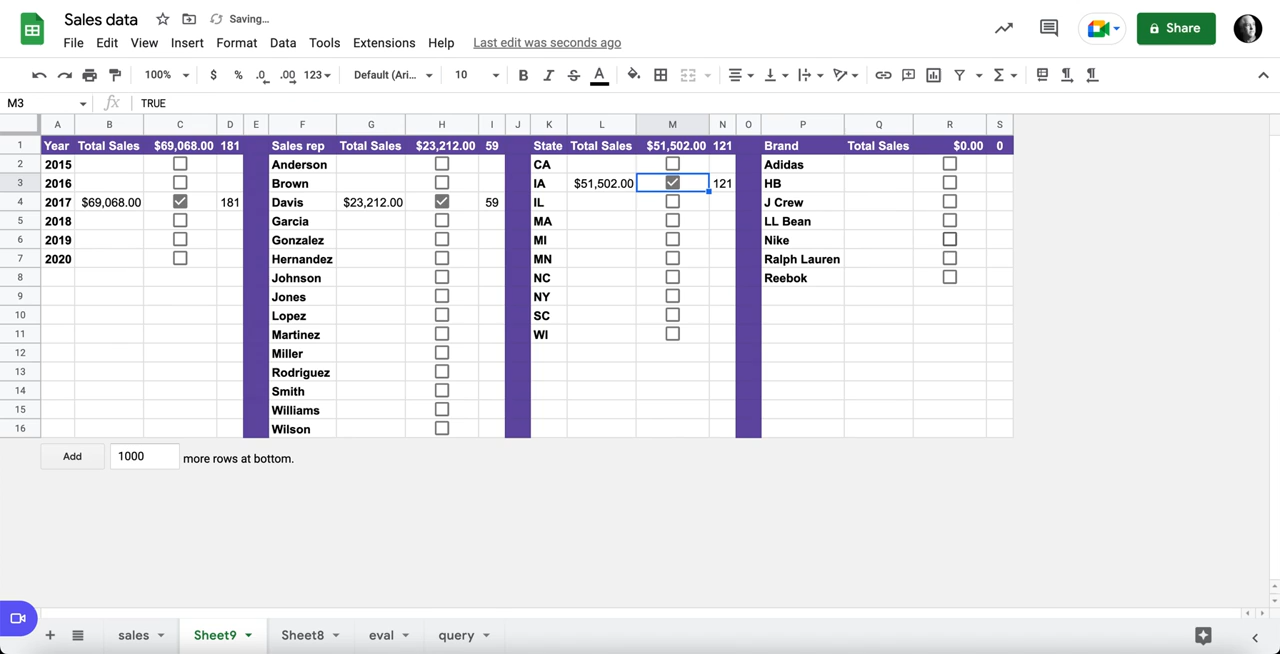 Sales data Saving...
File Edit View Insert Format Data Tools Extensions Help Last edit was seconds ago
Share
100% $ % .0 .00 123 Default (Ari... 10 B I S A
M3 fx TRUE
A B C D E F G H I J K L M N O P Q R S
1 Year Total Sales $69,068.00 181 Sales rep Total Sales $23,212.00 59 State Total Sales $51,502.00 121 Brand Total Sales $0.00 0
2 2015 Anderson CA Adidas
3 2016 Brown IA $51,502.00 121 HB
4 2017 $69,068.00 181 Davis $23,212.00 59 IL J Crew
5 2018 Garcia MA LL Bean
6 2019 Gonzalez MI Nike
7 2020 Hernandez MN Ralph Lauren
8 Johnson NC Reebok
9 Jones NY
10 Lopez SC
11 Martinez WI
12 Miller
13 Rodriguez
14 Smith
15 Williams
16 Wilson
Add 1000 more rows at bottom.
sales Sheet9 Sheet8 eval query